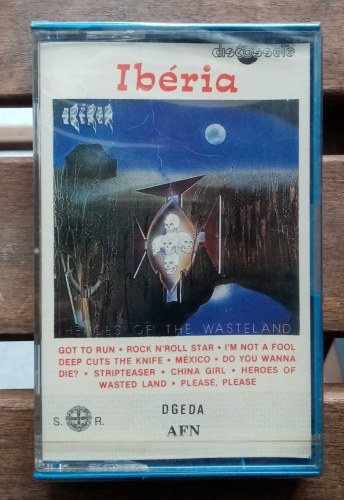 discossete
Ibéria
IBÉRIA
HEROES OF THE WASTELAND
GOT TO RUN • ROCK N'ROLL STAR • I'M NOT A FOOL
DEEP CUTS THE KNIFE • MÉXICO • DO YOU WANNA
DIE? • STRIPTEASER • CHINA GIRL • HEROES OF
WASTED LAND • PLEASE, PLEASE
S. R.
DGEDA
AFN